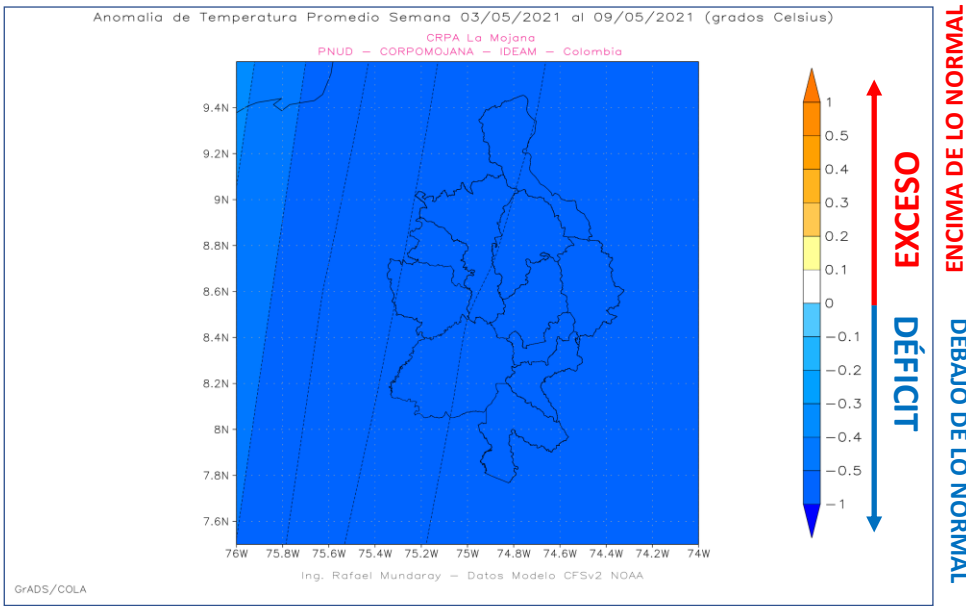 Anomalia de Temperatura Promedio Semana 03/05/2021 al 09/05/2021 (grados Celsius)
CRPA La Mojana
PNUD – CORPOMOJANA – IDEAM – Colombia
9.4N
9.2N
9N
8.8N
8.6N
8.4N
8.2N
8N
7.8N
7.6N
76W 75.8W 75.6W 75.4W 75.2W 75W 74.8W 74.6W 74.4W 74.2W 74W
1
0.5
0.4
0.3
0.2
0.1
0
-0.1
-0.2
-0.3
-0.4
-0.5
-1
EXCESO
DÉFICIT
ENCIMA DE LO NORMAL
DEBAJO DE LO NORMAL
Ing. Rafael Mundaray – Datos Modelo CFSv2 NOAA
GrADS/COLA